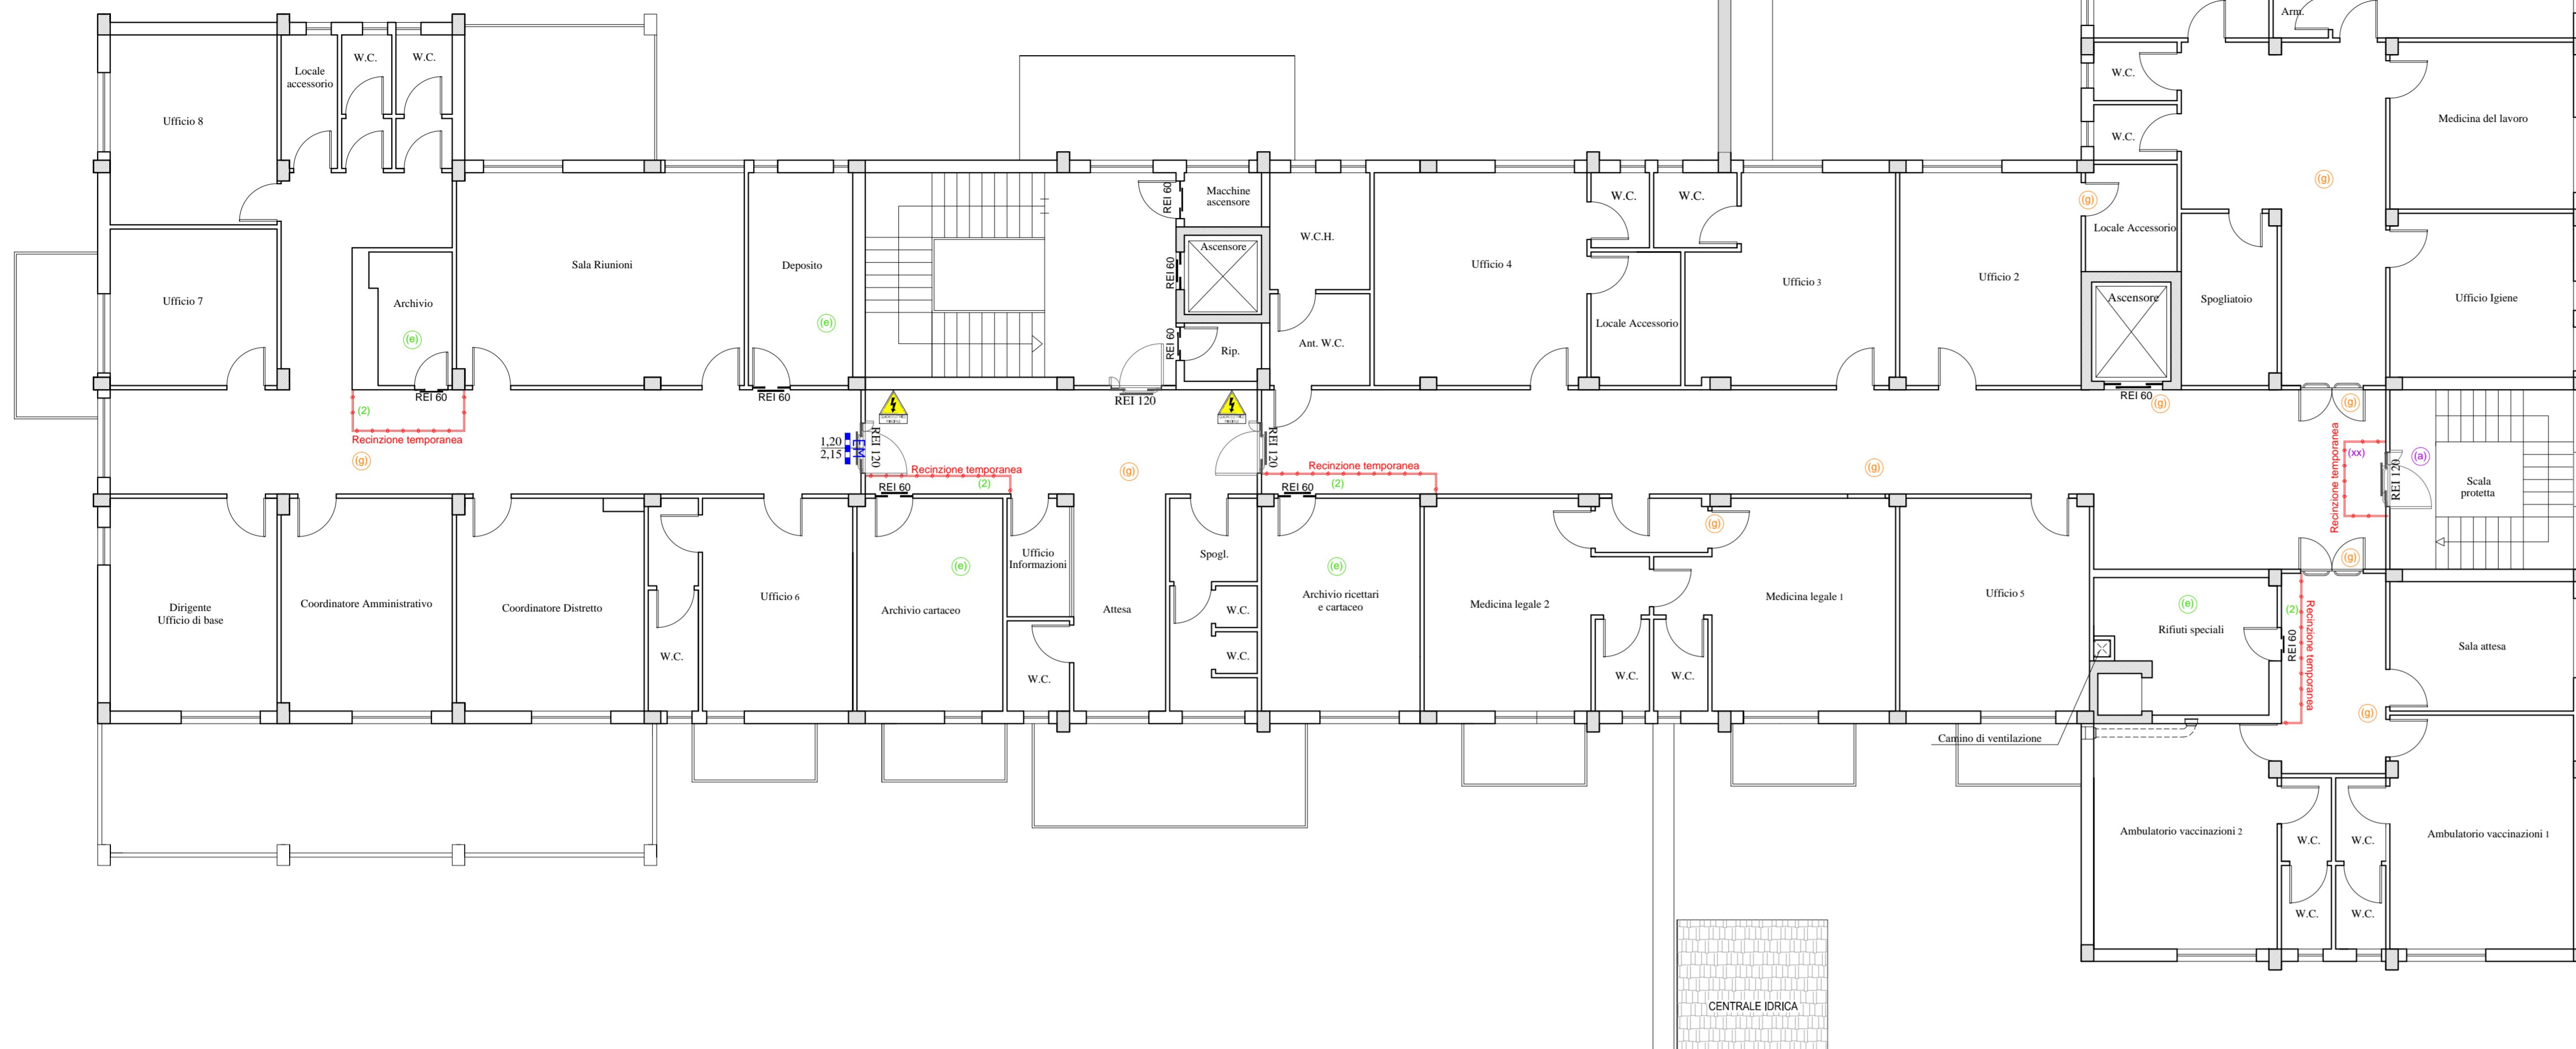 Arm.
Locale
accessorio
W.C.
W.C.
W.C.
Ufficio 8
Medicina del lavoro
W.C.
Macchine
ascensore
REI 60
W.C.
W.C.
(g)
(g)
Locale Accessorio
W.C.H.
Ascensore
Sala Riunioni
Deposito
Ufficio 4
REI 60
Ufficio 3
Ufficio 2
Ufficio 7
Archivio
Ascensore
Spogliatoio
Ufficio Igiene
(e)
(e)
Locale Accessorio
REI 60
Rip.
Ant. W.C.
REI 60
REI 60
REI 120
REI 60
(g)
(g)
(2)
Recinzione temporanea
1,20
2,15
EM
REI 120
REI 120
Recinzione temporanea
(xx)
(a)
REI 120
(g)
Recinzione temporanea
(g)
Recinzione temporanea
(g)
Scala
protetta
REI 60
(2)
REI 60
(2)
(g)
Ufficio
Informazioni
Spogl.
(g)
(e)
(e)
Dirigente
Ufficio di base
Coordinatore Amministrativo
Coordinatore Distretto
Ufficio 6
Archivio cartaceo
Attesa
W.C.
Archivio ricettari
e cartaceo
Medicina legale 2
Medicina legale 1
Ufficio 5
(e)
(2)
Rifiuti speciali
REI 60
Recinzione temporanea
Sala attesa
W.C.
W.C.
W.C.
W.C.
W.C.
(g)
Camino di ventilazione
Ambulatorio vaccinazioni 2
W.C.
W.C.
Ambulatorio vaccinazioni 1
W.C.
W.C.
CENTRALE IDRICA